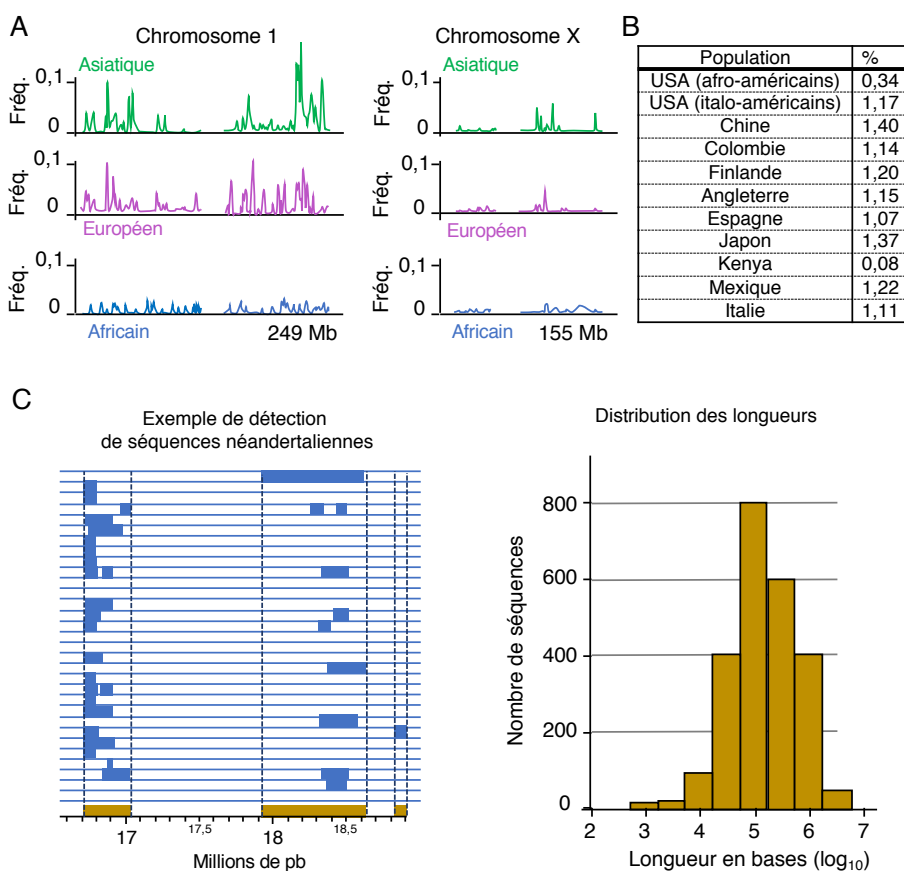 A
Chromosome 1
Chromosome X
Asiatique
Fréq.
0,1
0
Asiatique
Fréq.
0,1
0
Européen
Fréq.
0,1
0
Européen
Fréq.
0,1
0
Africain
249 Mb
Fréq.
0,1
0
Africain
155 Mb
Fréq.
0,1
0
B
Population %
USA (afro-américains) 0,34
USA (italo-américains) 1,17
Chine 1,40
Colombie 1,14
Finlande 1,20
Angleterre 1,15
Espagne 1,07
Japon 1,37
Kenya 0,08
Mexique 1,22
Italie 1,11
C
Exemple de détection
de séquences néandertaliennes
17 17,5 18 18,5
Millions de pb
Distribution des longueurs
Nombre de séquences
800
600
400
200
0
2 3 4 5 6 7
Longueur en bases (log10)